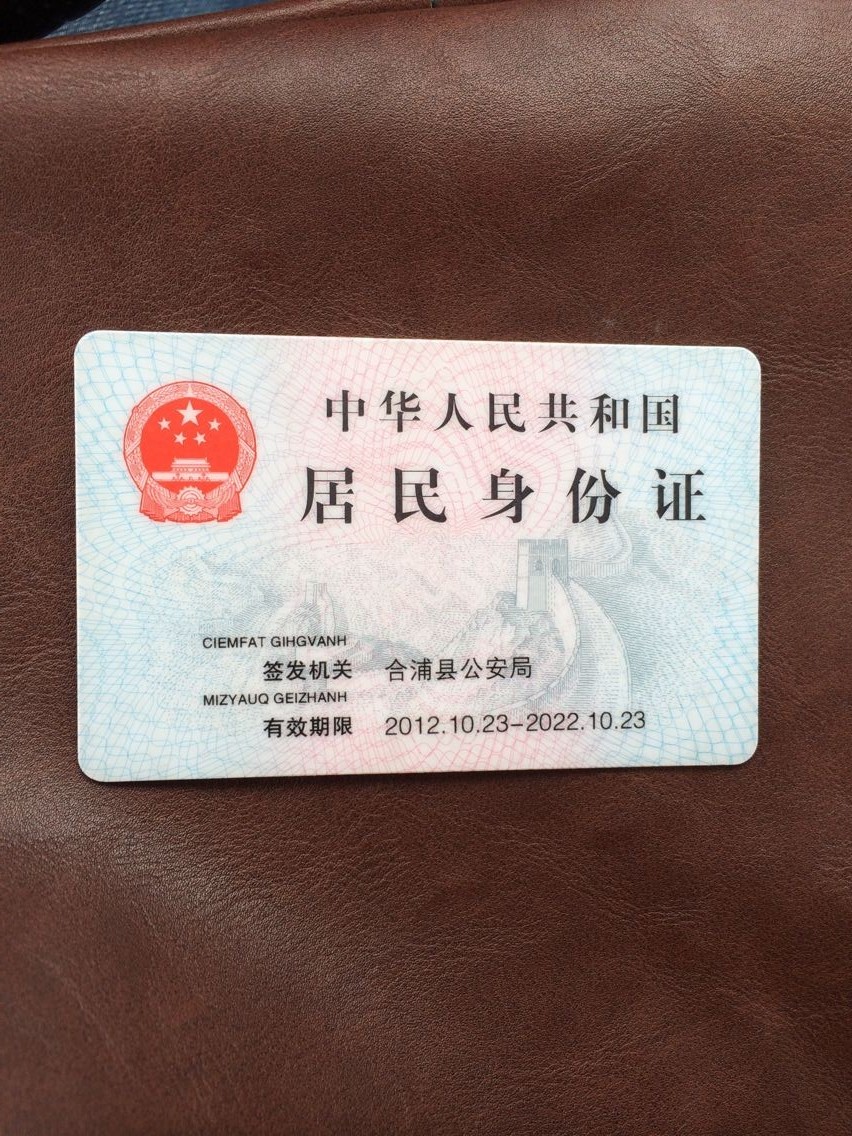 中华人民共和国
居民身份证
CIEMFAT GIHGVANH
签发机关 合浦县公安局
MIZYAUQ GEIZHANH
有效期限 2012.10.23-2022.10.23